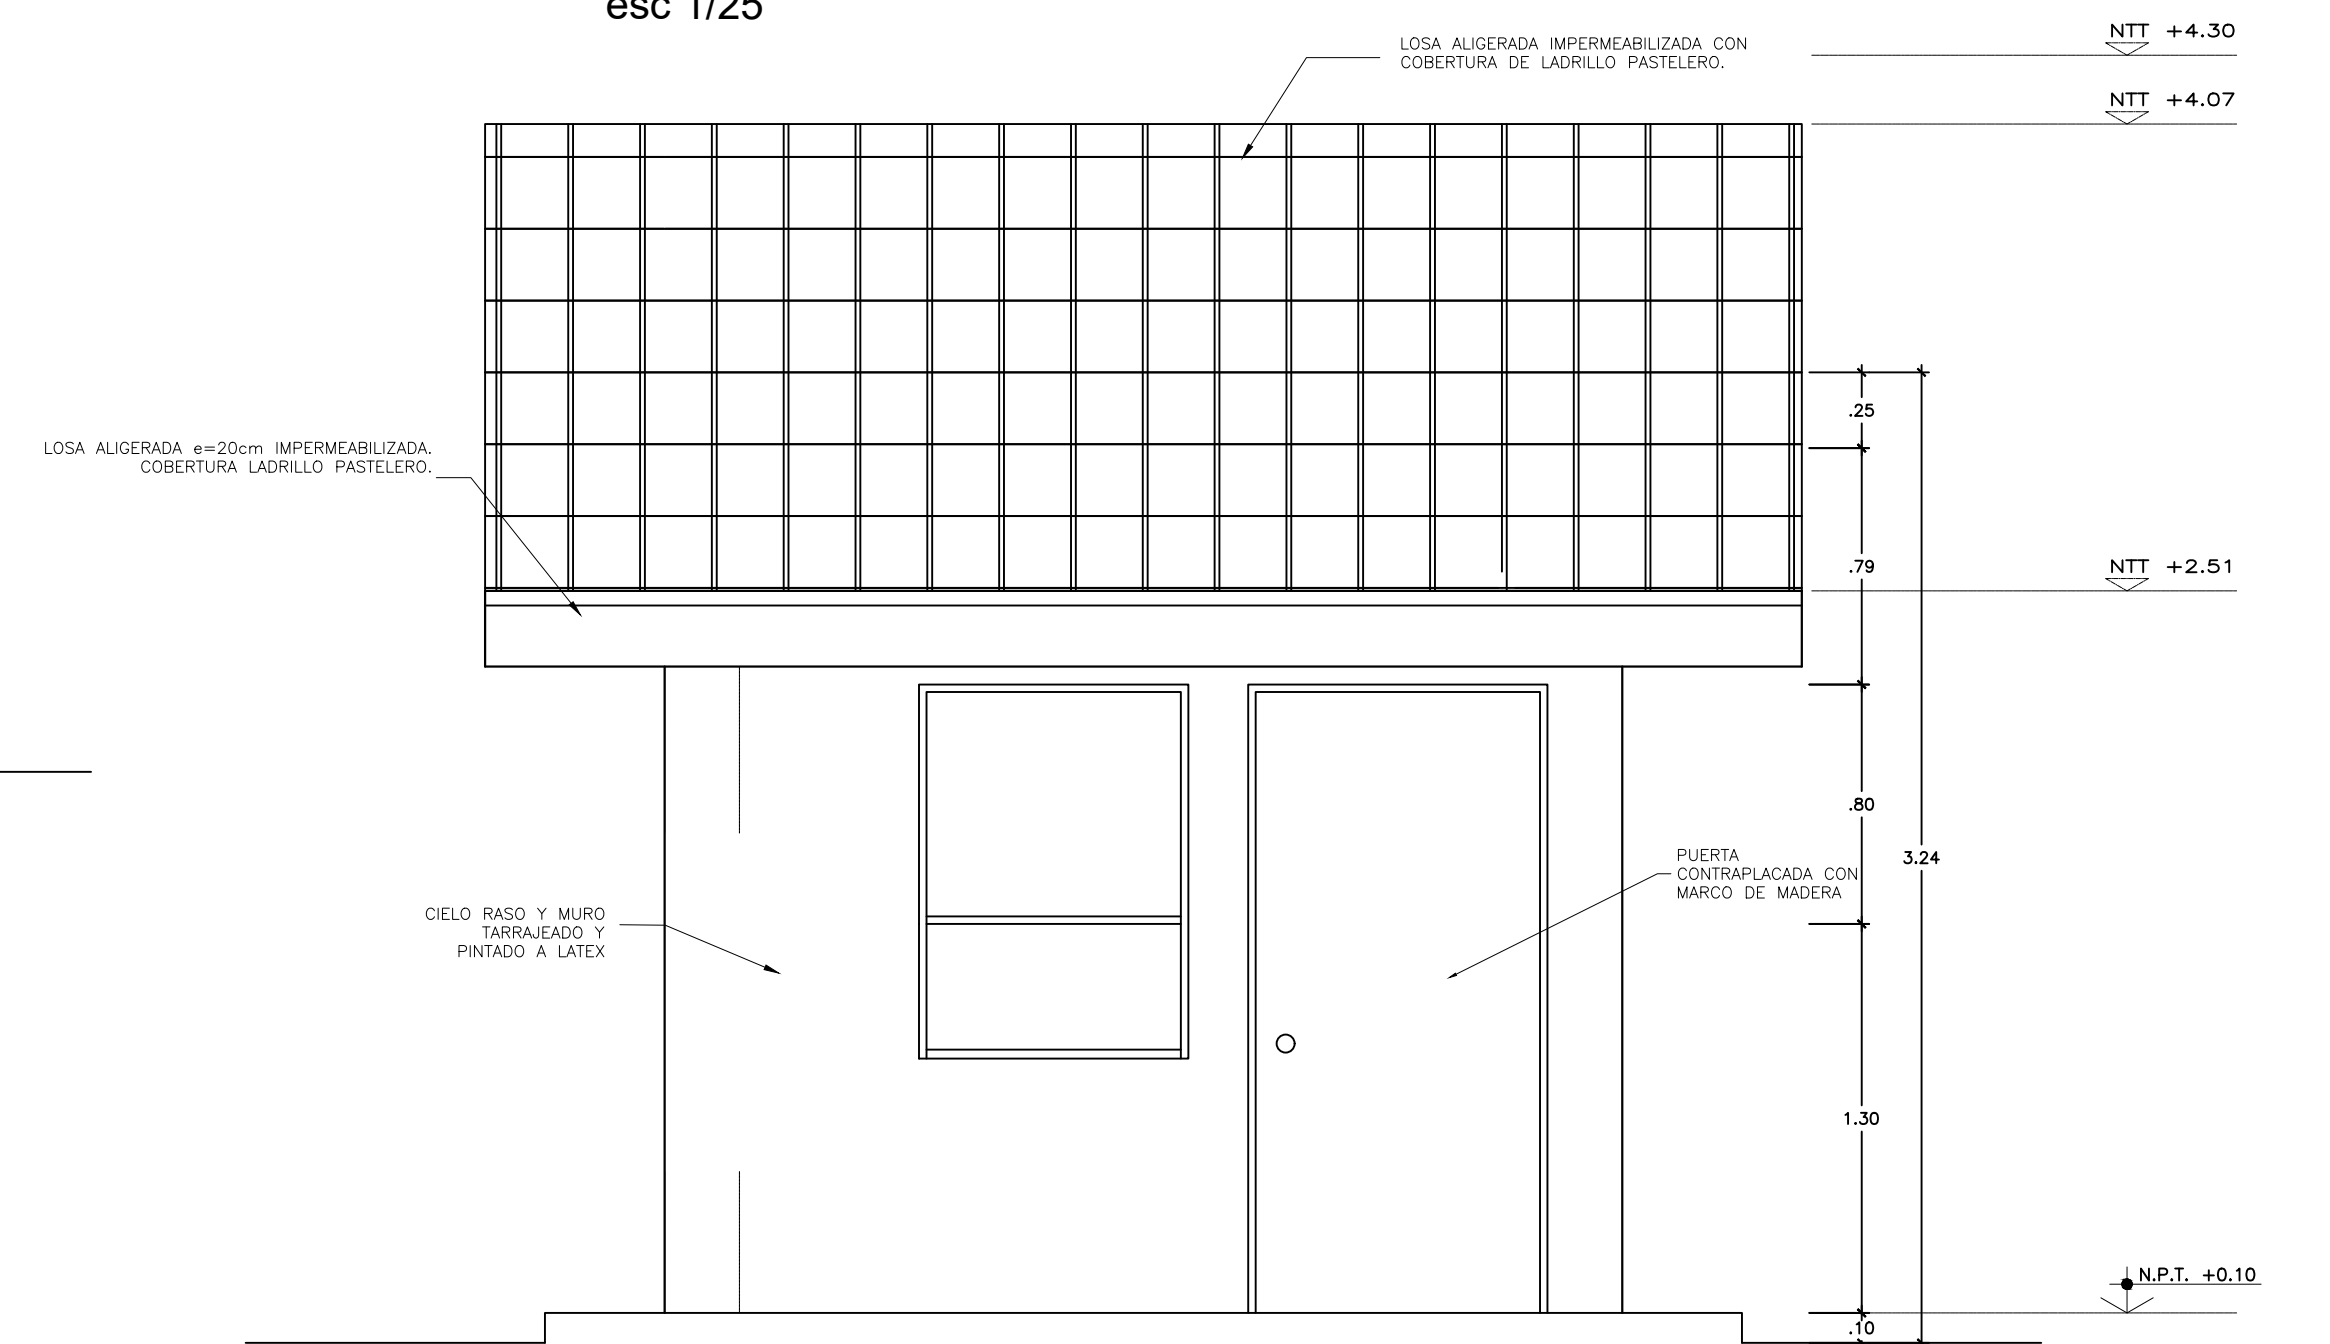 esc 1/25
NTT +4.30
LOSA ALIGERADA IMPERMEABILIZADA CON
COBERTURA DE LADRILLO PASTELERO.
NTT +4.07
.25
LOSA ALIGERADA e=20cm IMPERMEABILIZADA.
COBERTURA LADRILLO PASTELERO.
.79
NTT +2.51
.80
3.24
PUERTA
CONTRAPLACADA CON
MARCO DE MADERA
CIELO RASO Y MURO
TARRAJEADO Y
PINTADO A LATEX
1.30
N.P.T. +0.10
.10